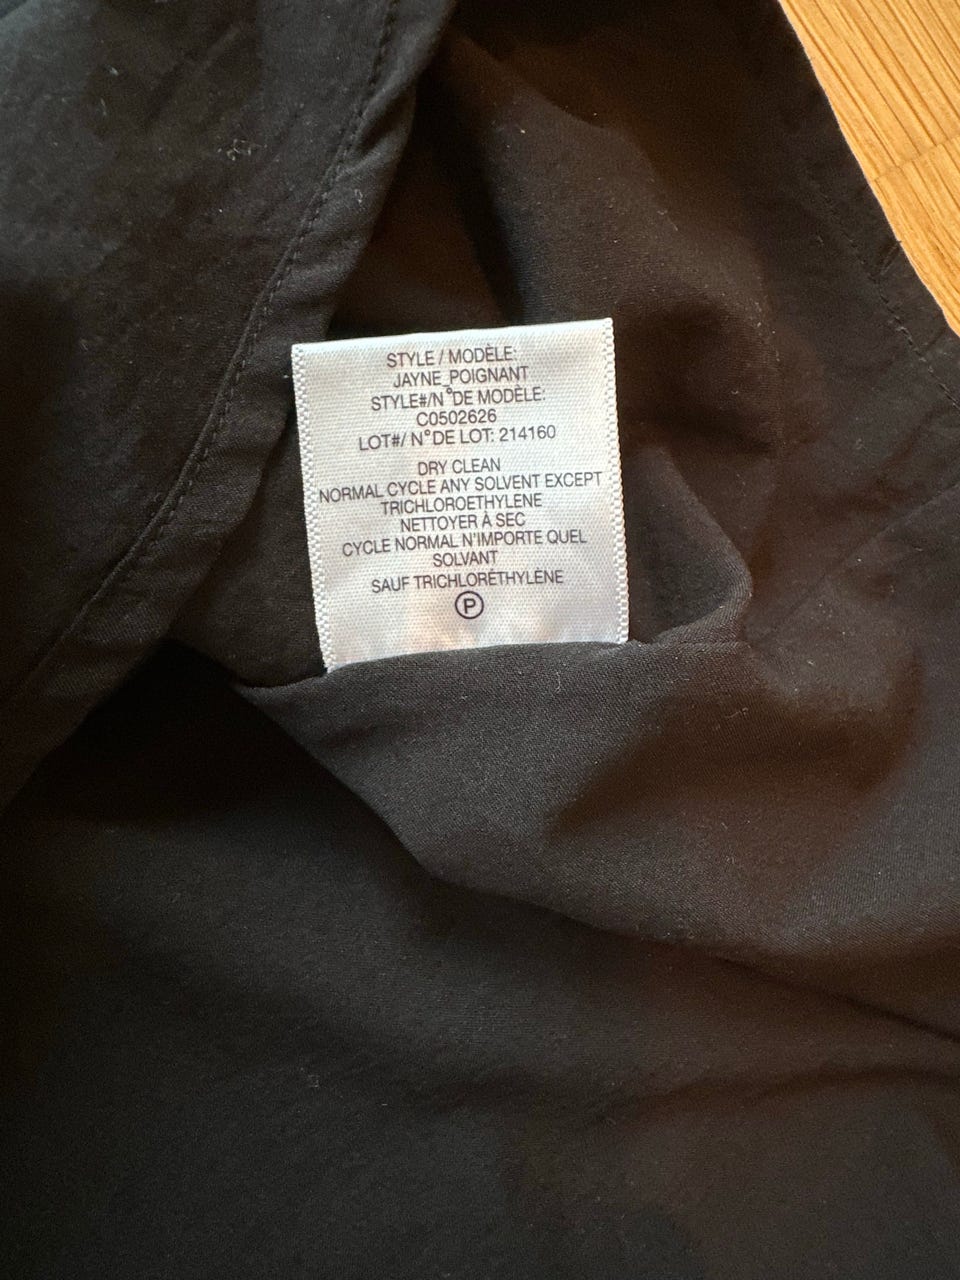 STYLE / MODÈLE:
JAYNE_POIGNANT
STYLE#/N°DE MODÈLE:
C0502626
LOT#/ N°DE LOT: 214160
DRY CLEAN
NORMAL CYCLE ANY SOLVENT EXCEPT
TRICHLOROETHYLENE
NETTOYER À SEC
CYCLE NORMAL N'IMPORTE QUEL
SOLVANT
SAUF TRICHLORÉTHYLÈNE
P